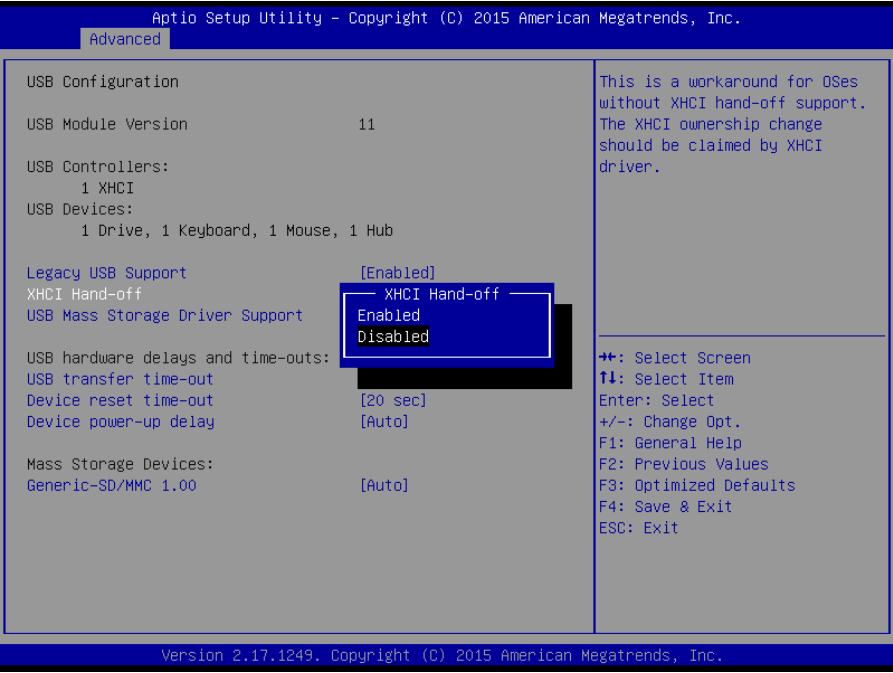 Aptio Setup Utility – Copyright (C) 2015 American Megatrends, Inc.
Advanced
USB Configuration
USB Module Version 11
USB Controllers:
1 XHCI
USB Devices:
1 Drive, 1 Keyboard, 1 Mouse, 1 Hub
Legacy USB Support [Enabled]
XHCI Hand-off
USB Mass Storage Driver Support
XHCI Hand-off
Enabled
Disabled
USB hardware delays and time-outs:
USB transfer time-out
Device reset time-out [20 sec]
Device power-up delay [Auto]
Mass Storage Devices:
Generic-SD/MMC 1.00 [Auto]
This is a workaround for OSes
without XHCI hand-off support.
The XHCI ownership change
should be claimed by XHCI
driver.
→←: Select Screen
↑↓: Select Item
Enter: Select
+/-: Change Opt.
F1: General Help
F2: Previous Values
F3: Optimized Defaults
F4: Save & Exit
ESC: Exit
Version 2.17.1249. Copyright (C) 2015 American Megatrends, Inc.